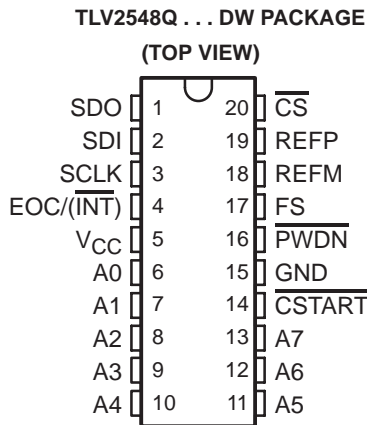 TLV2548Q . . . DW PACKAGE
(TOP VIEW)
SDO 1 20 CS
SDI 2 19 REFP
SCLK 3 18 REFM
EOC/(INT) 4 17 FS
VCC 5 16 PWDN
A0 6 15 GND
A1 7 14 CSTART
A2 8 13 A7
A3 9 12 A6
A4 10 11 A5